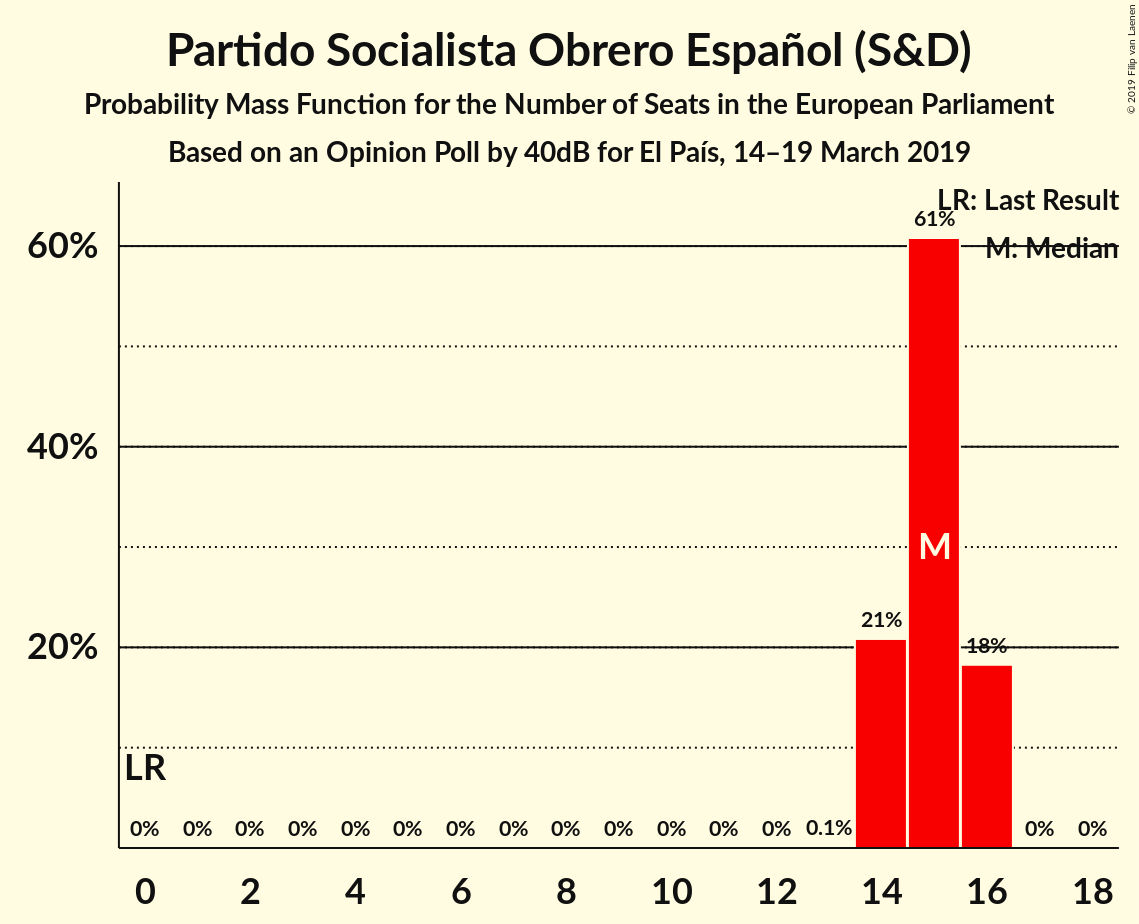 Partido Socialista Obrero Español (S&D)
Probability Mass Function for the Number of Seats in the European Parliament
Based on an Opinion Poll by 40dB for El País, 14–19 March 2019
© 2019 Filip van Laenen
LR: Last Result
M: Median
61%
60%
40%
M
21%
20%
18%
LR
0% 0% 0% 0% 0% 0% 0% 0% 0% 0% 0% 0% 0% 0.1% 0% 0%
0 2 4 6 8 10 12 14 16 18